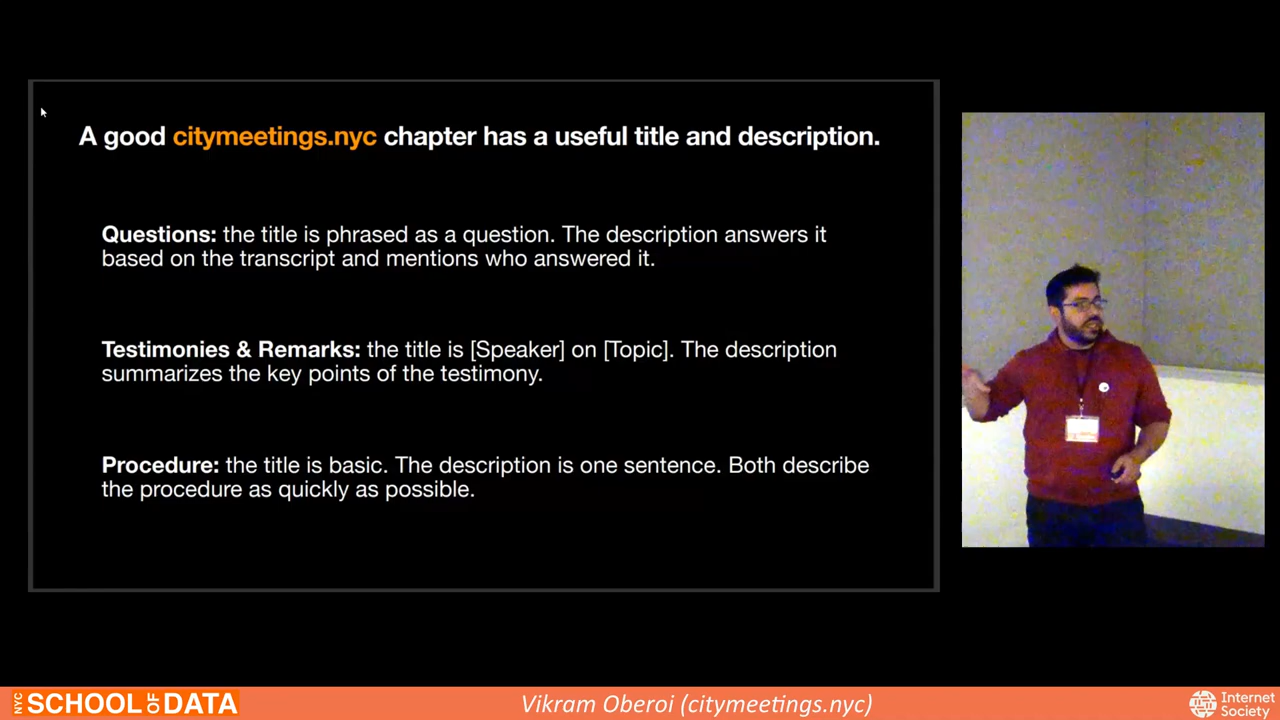 A good citymeetings.nyc chapter has a useful title and description.
Questions: the title is phrased as a question. The description answers it
based on the transcript and mentions who answered it.
Testimonies & Remarks: the title is [Speaker] on [Topic]. The description
summarizes the key points of the testimony.
Procedure: the title is basic. The description is one sentence. Both describe
the procedure as quickly as possible.
NYC SCHOOL OF DATA
Vikram Oberoi (citymeetings.nyc)
Internet
Society